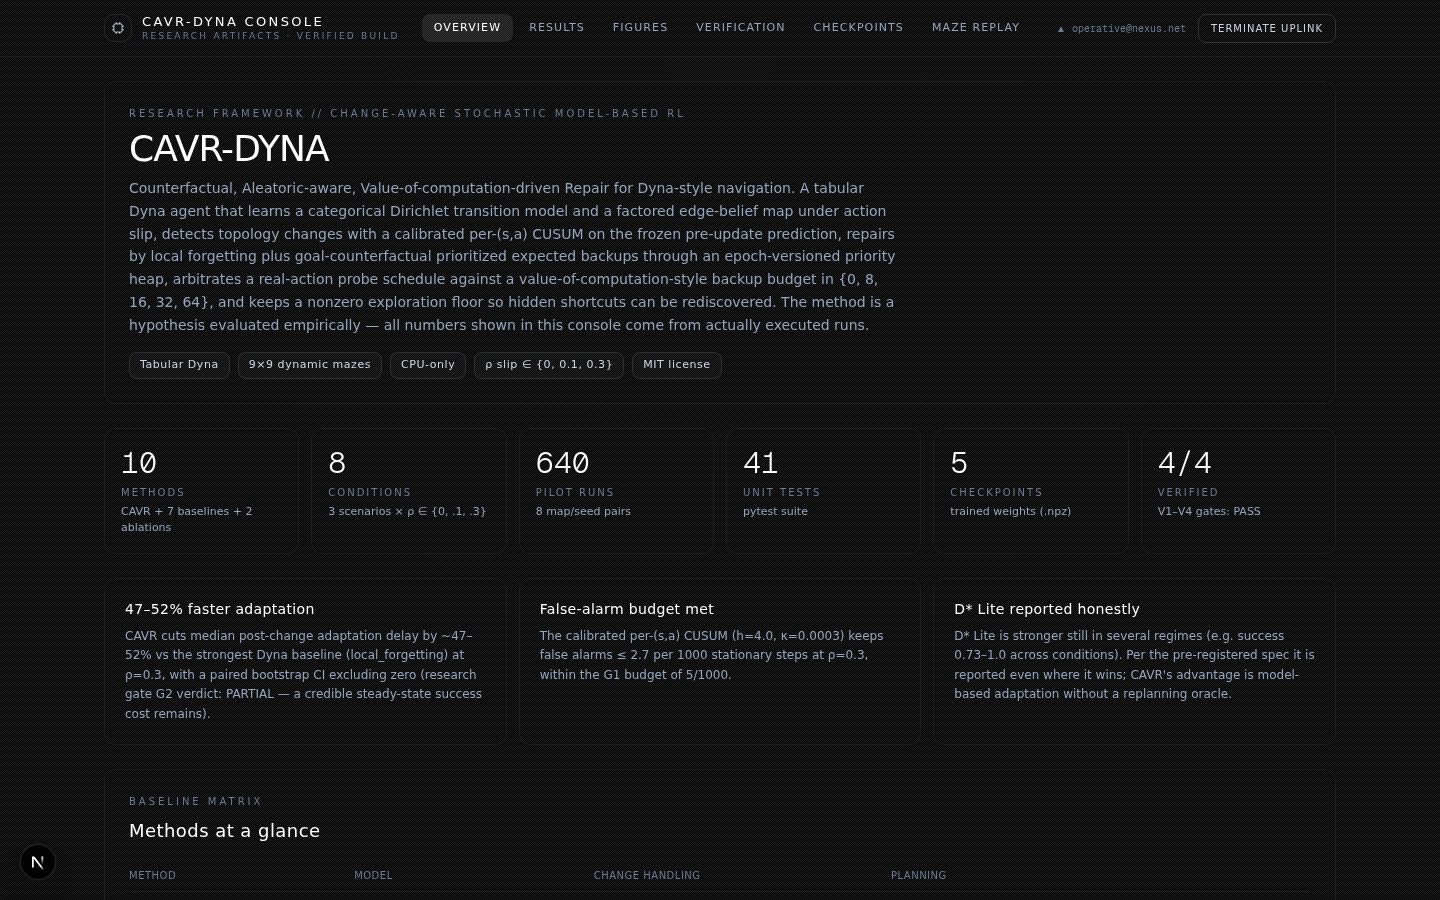 CAVR-DYNA CONSOLE
RESEARCH ARTIFACTS · VERIFIED BUILD
OVERVIEW
RESULTS
FIGURES
VERIFICATION
CHECKPOINTS
MAZE REPLAY
▲ operative@nexus.net
TERMINATE UPLINK
RESEARCH FRAMEWORK // CHANGE-AWARE STOCHASTIC MODEL-BASED RL
CAVR-DYNA
Counterfactual, Aleatoric-aware, Value-of-computation-driven Repair for Dyna-style navigation. A tabular
Dyna agent that learns a categorical Dirichlet transition model and a factored edge-belief map under action
slip, detects topology changes with a calibrated per-(s,a) CUSUM on the frozen pre-update prediction, repairs
by local forgetting plus goal-counterfactual prioritized expected backups through an epoch-versioned priority
heap, arbitrates a real-action probe schedule against a value-of-computation-style backup budget in {0, 8,
16, 32, 64}, and keeps a nonzero exploration floor so hidden shortcuts can be rediscovered. The method is a
hypothesis evaluated empirically — all numbers shown in this console come from actually executed runs.
Tabular Dyna
9×9 dynamic mazes
CPU-only
ρ slip ∈ {0, 0.1, 0.3}
MIT license
10
METHODS
CAVR + 7 baselines + 2
ablations
8
CONDITIONS
3 scenarios × ρ ∈ {0, .1, .3}
640
PILOT RUNS
8 map/seed pairs
41
UNIT TESTS
pytest suite
5
CHECKPOINTS
trained weights (.npz)
4/4
VERIFIED
V1–V4 gates: PASS
47–52% faster adaptation
CAVR cuts median post-change adaptation delay by ~47–
52% vs the strongest Dyna baseline (local_forgetting) at
ρ=0.3, with a paired bootstrap CI excluding zero (research
gate G2 verdict: PARTIAL — a credible steady-state success
cost remains).
False-alarm budget met
The calibrated per-(s,a) CUSUM (h=4.0, κ=0.0003) keeps
false alarms ≤ 2.7 per 1000 stationary steps at ρ=0.3,
within the G1 budget of 5/1000.
D* Lite reported honestly
D* Lite is stronger still in several regimes (e.g. success
0.73–1.0 across conditions). Per the pre-registered spec it is
reported even where it wins; CAVR's advantage is model-
based adaptation without a replanning oracle.
BASELINE MATRIX
Methods at a glance
METHOD
MODEL
CHANGE HANDLING
PLANNING
N